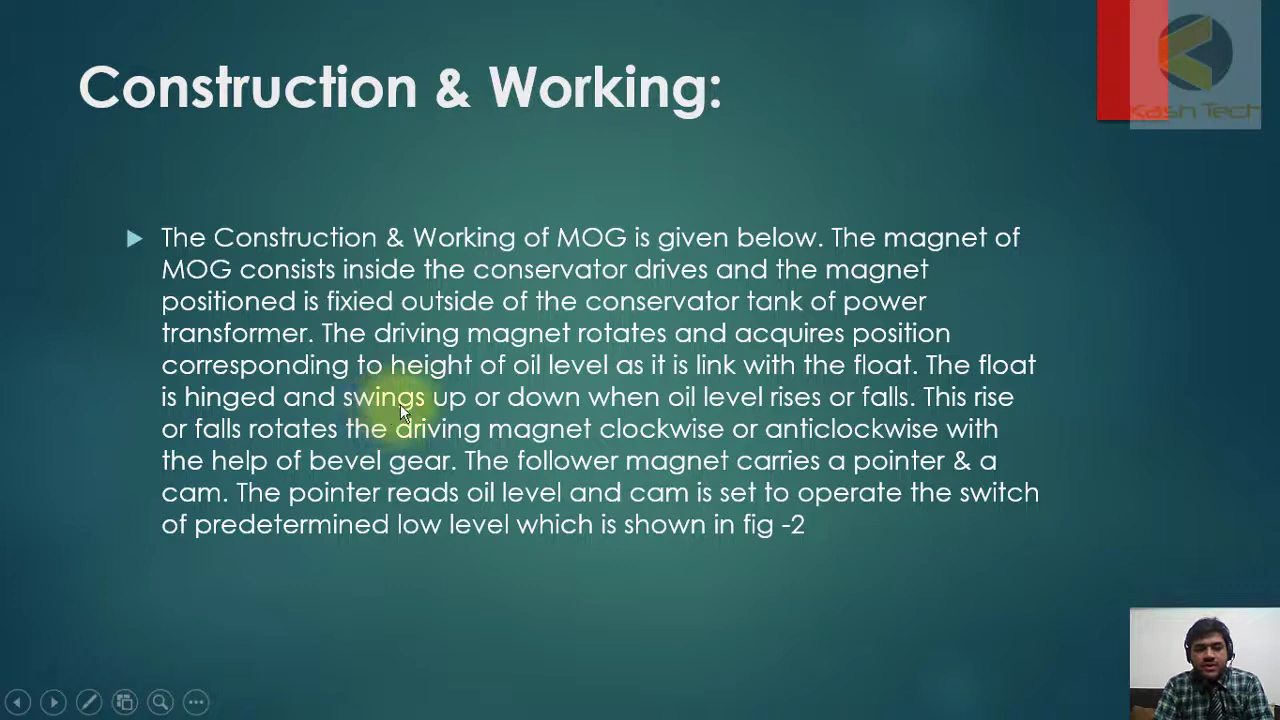 Construction & Working:
Kash Tech
The Construction & Working of MOG is given below. The magnet of
MOG consists inside the conservator drives and the magnet
positioned is fixied outside of the conservator tank of power
transformer. The driving magnet rotates and acquires position
corresponding to height of oil level as it is link with the float. The float
is hinged and swings up or down when oil level rises or falls. This rise
or falls rotates the driving magnet clockwise or anticlockwise with
the help of bevel gear. The follower magnet carries a pointer & a
cam. The pointer reads oil level and cam is set to operate the switch
of predetermined low level which is shown in fig -2